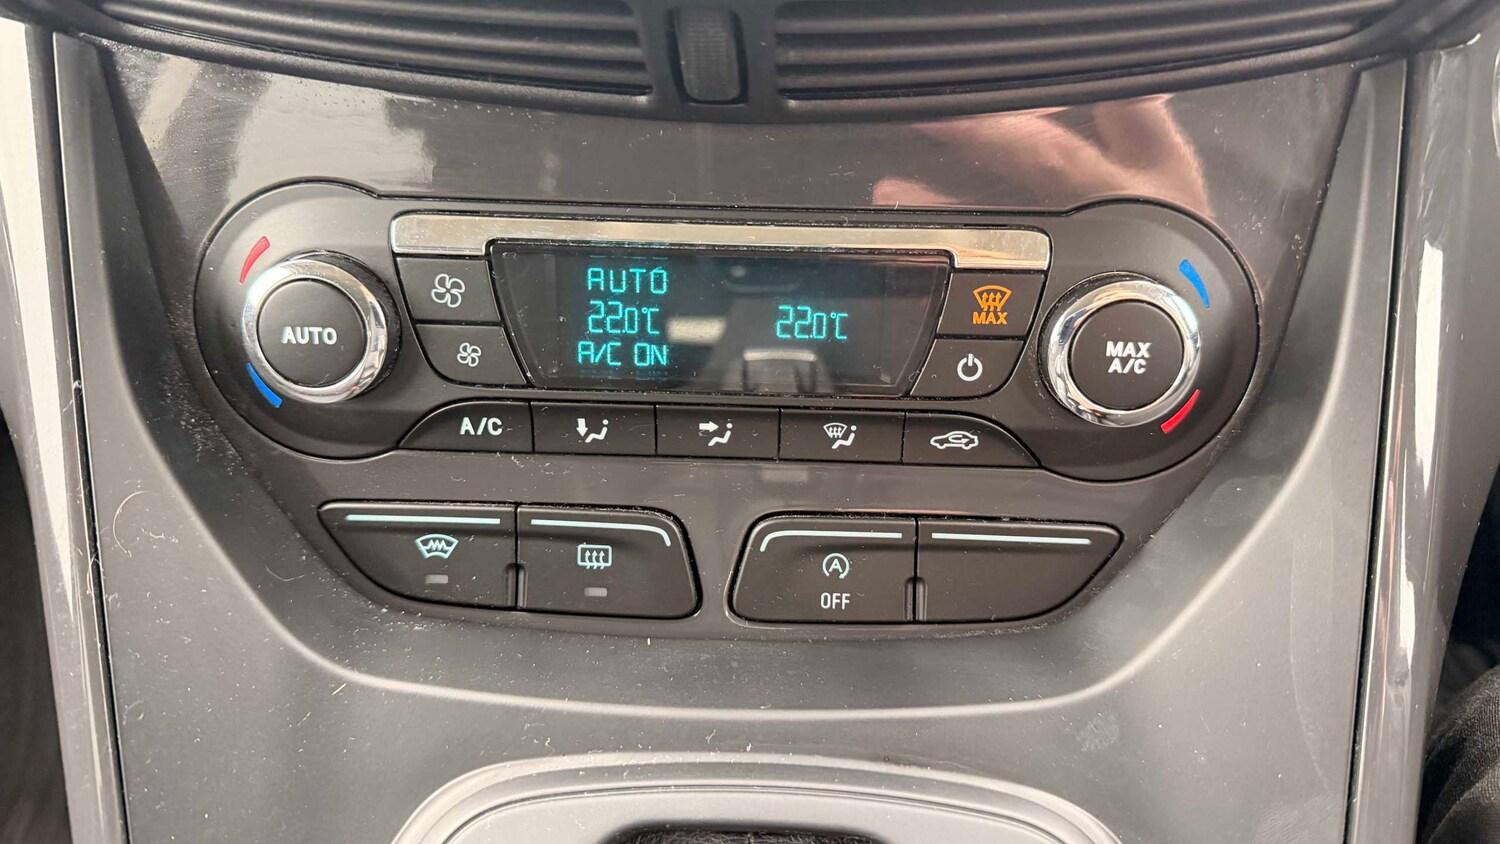 AUTO
22.0°C 22.0°C
A/C ON
MAX
AUTO
MAX
A/C
A/C
A
OFF